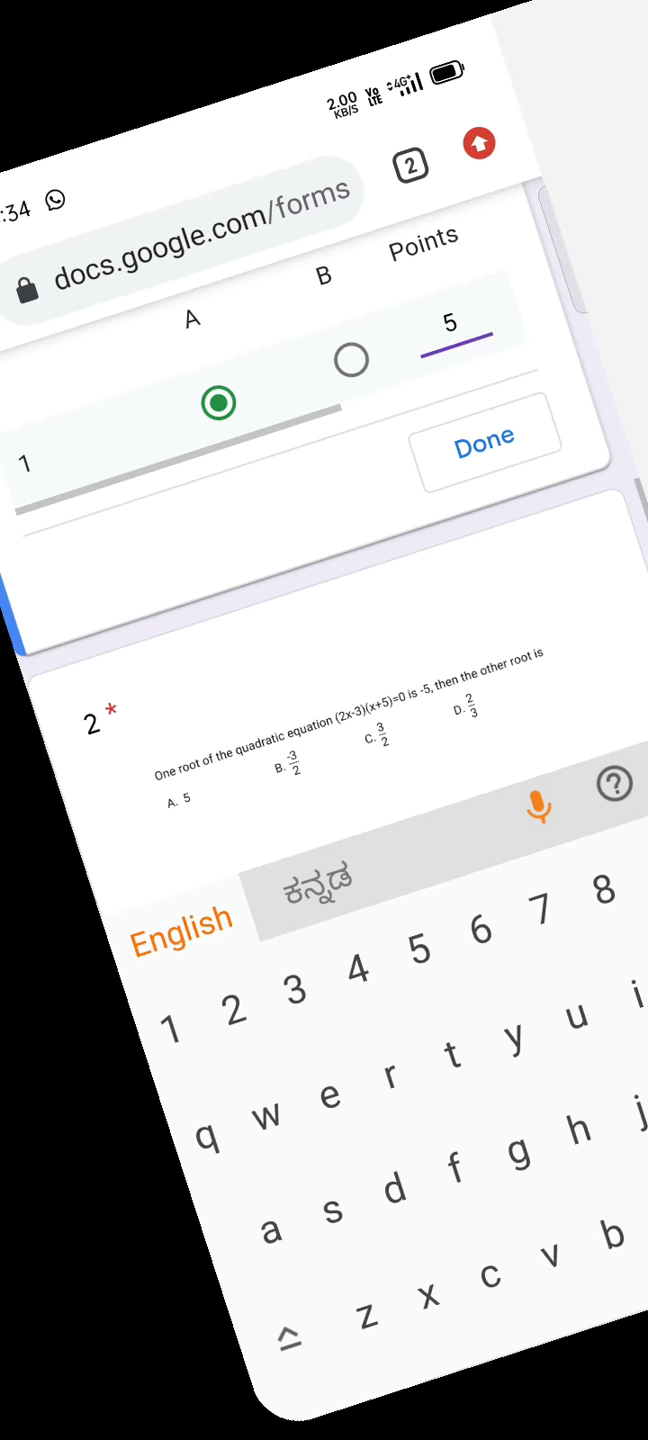 :34 2.00 KB/S Vo LTE 4G+
docs.google.com/forms 2
A B Points
1 5
Done
2 *
One root of the quadratic equation (2x-3)(x+5)=0 is -5, then the other root is
A. 5 B. -3/2 C. 3/2 D. 2/3
English ಕನ್ನಡ
1 2 3 4 5 6 7 8
q w e r t y u i
a s d f g h j
z x c v b